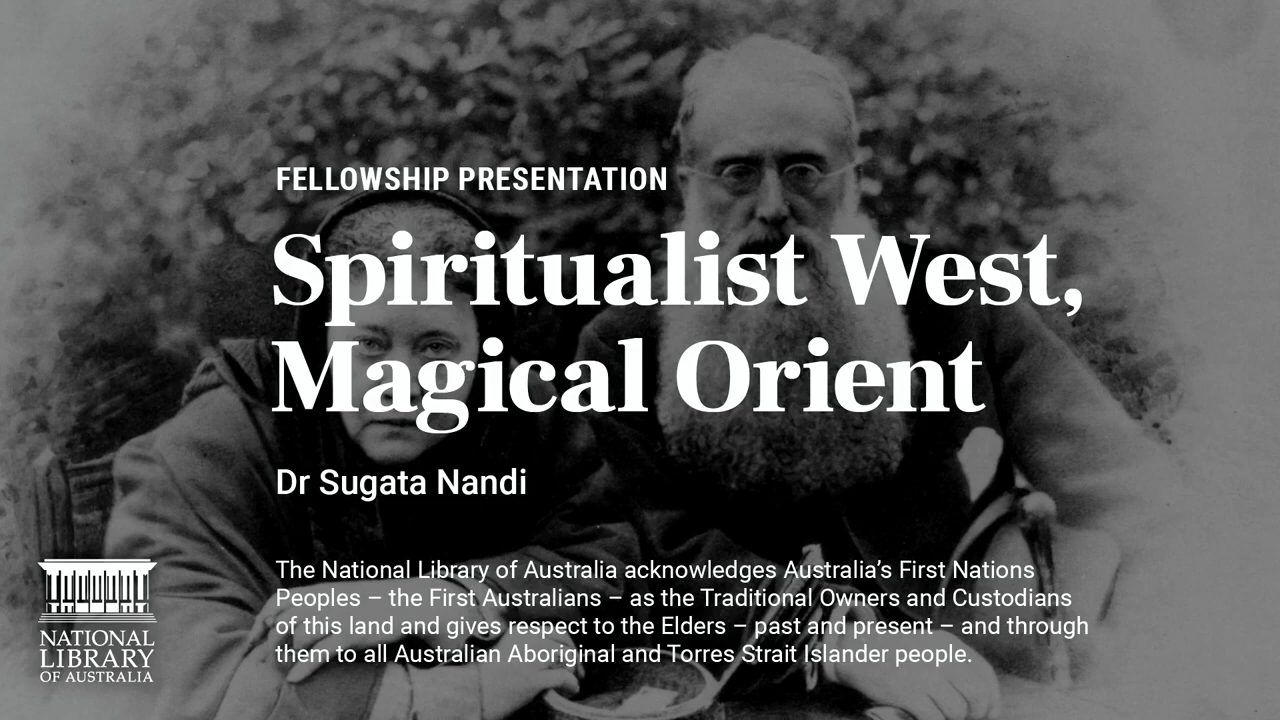 FELLOWSHIP PRESENTATION
Spiritualist West,
Magical Orient
Dr Sugata Nandi
The National Library of Australia acknowledges Australia’s First Nations
Peoples – the First Australians – as the Traditional Owners and Custodians
of this land and gives respect to the Elders – past and present – and through
them to all Australian Aboriginal and Torres Strait Islander people.
NATIONAL
LIBRARY
OF AUSTRALIA